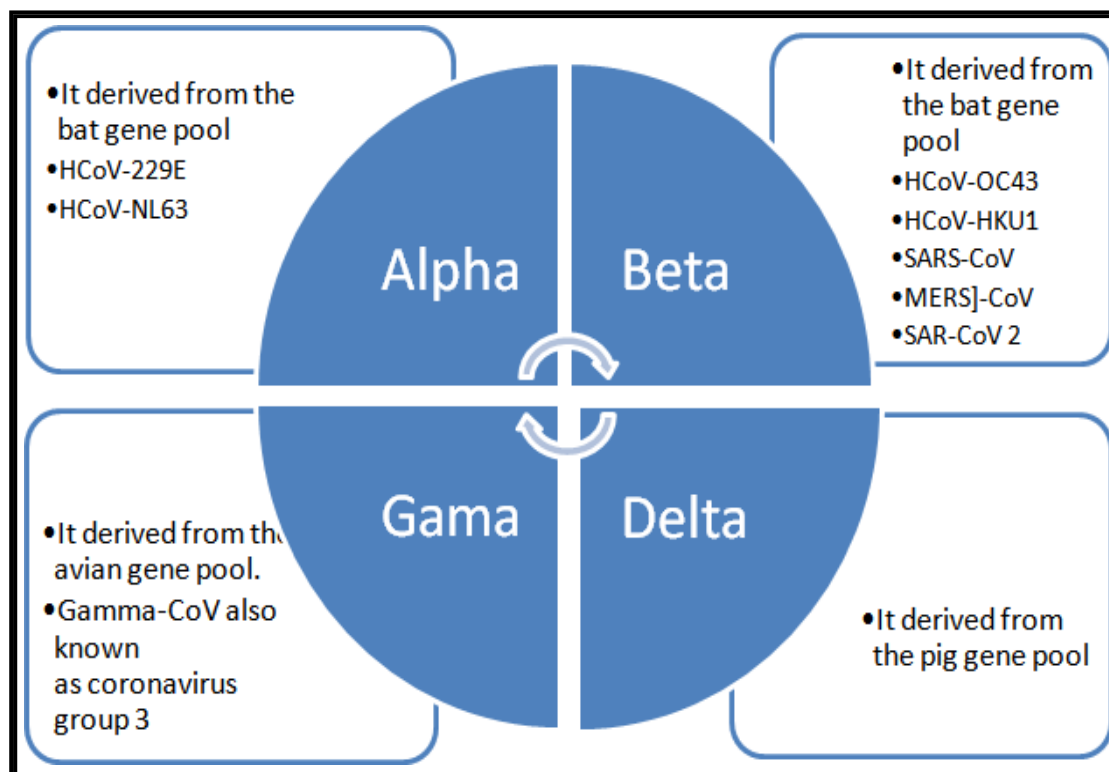 •It derived from the
bat gene pool
•HCoV-229E
•HCoV-NL63
Alpha
Beta
•It derived from
the bat gene
pool
•HCoV-OC43
•HCoV-HKU1
•SARS-CoV
•MERS]-CoV
•SAR-CoV 2
Gama
Delta
•It derived from the
avian gene pool.
•Gamma-CoV also
known
as coronavirus
group 3
•It derived from
the pig gene pool